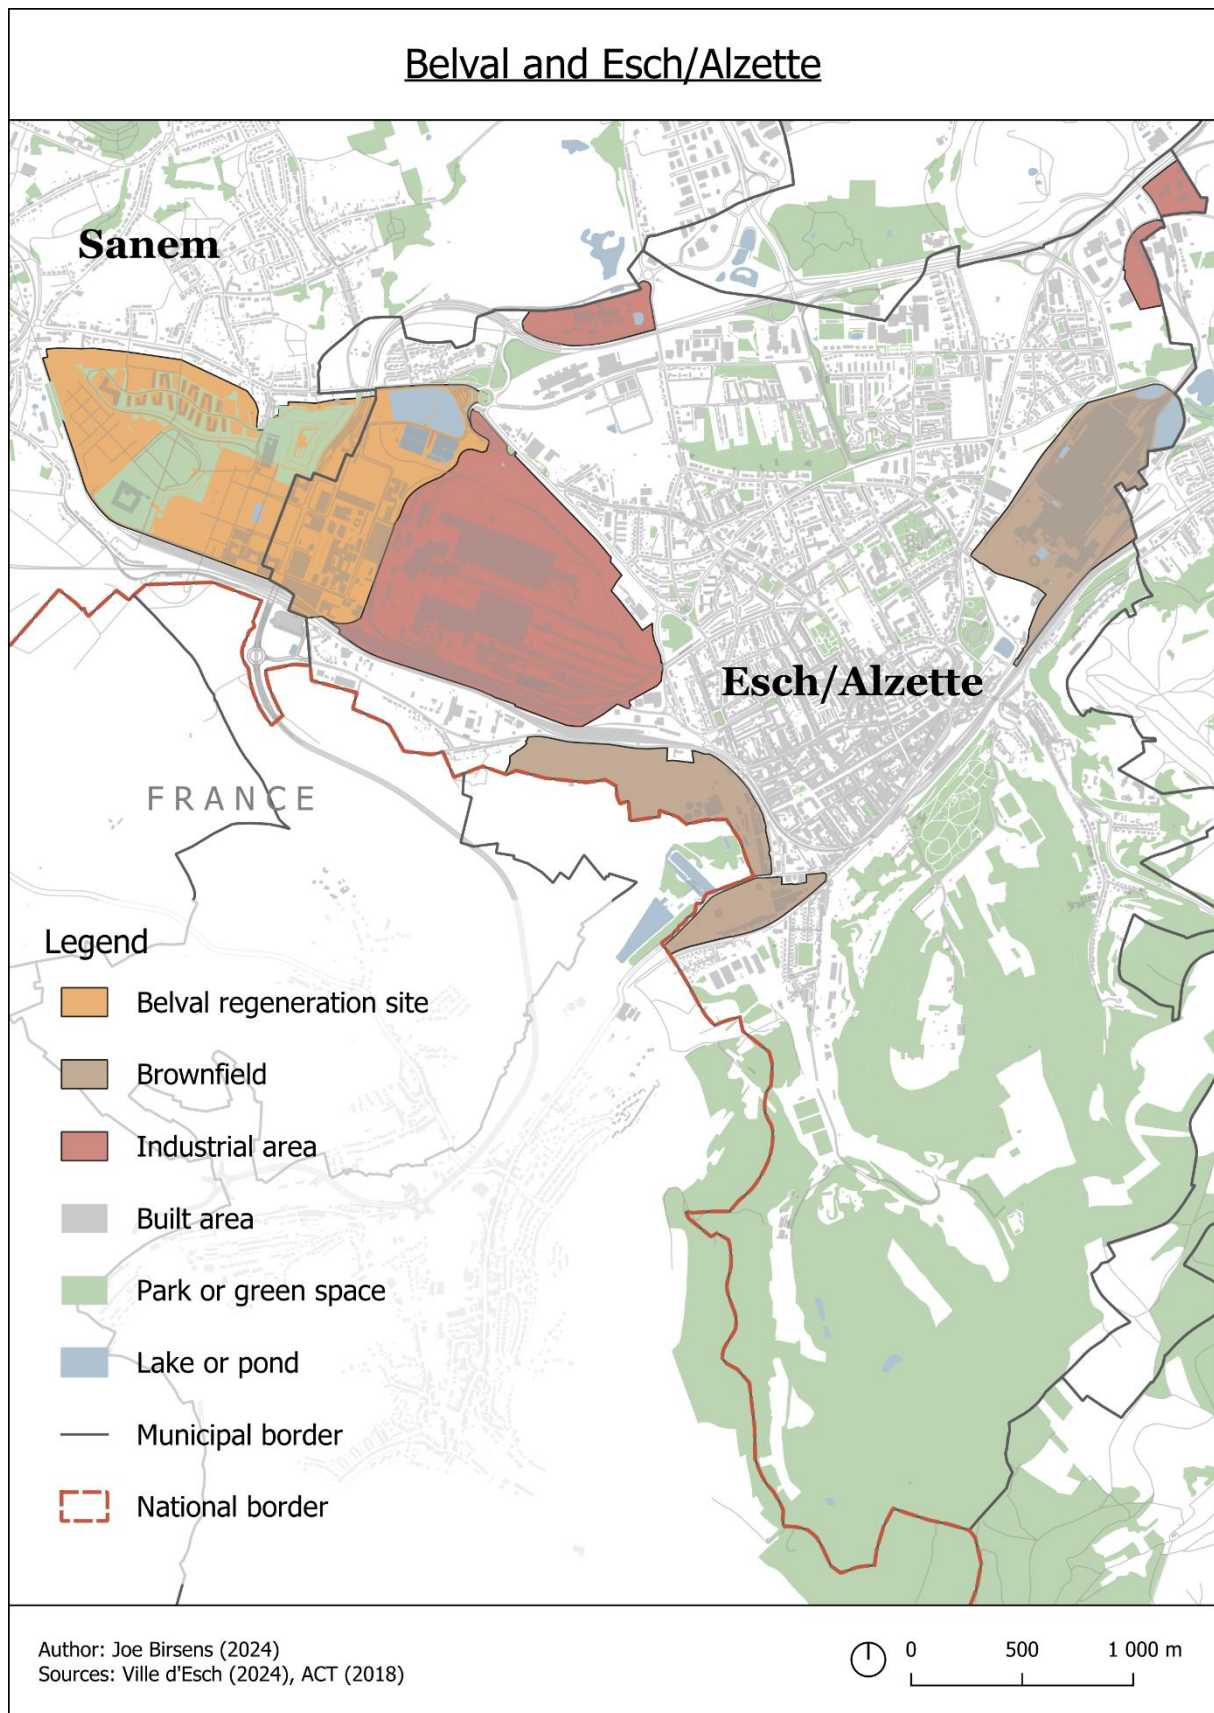 Belval and Esch/Alzette
Sanem
Esch/Alzette
FRANCE
Legend
Belval regeneration site
Brownfield
Industrial area
Built area
Park or green space
Lake or pond
Municipal border
National border
Author: Joe Birsens (2024)
Sources: Ville d'Esch (2024), ACT (2018)
0 500 1 000 m